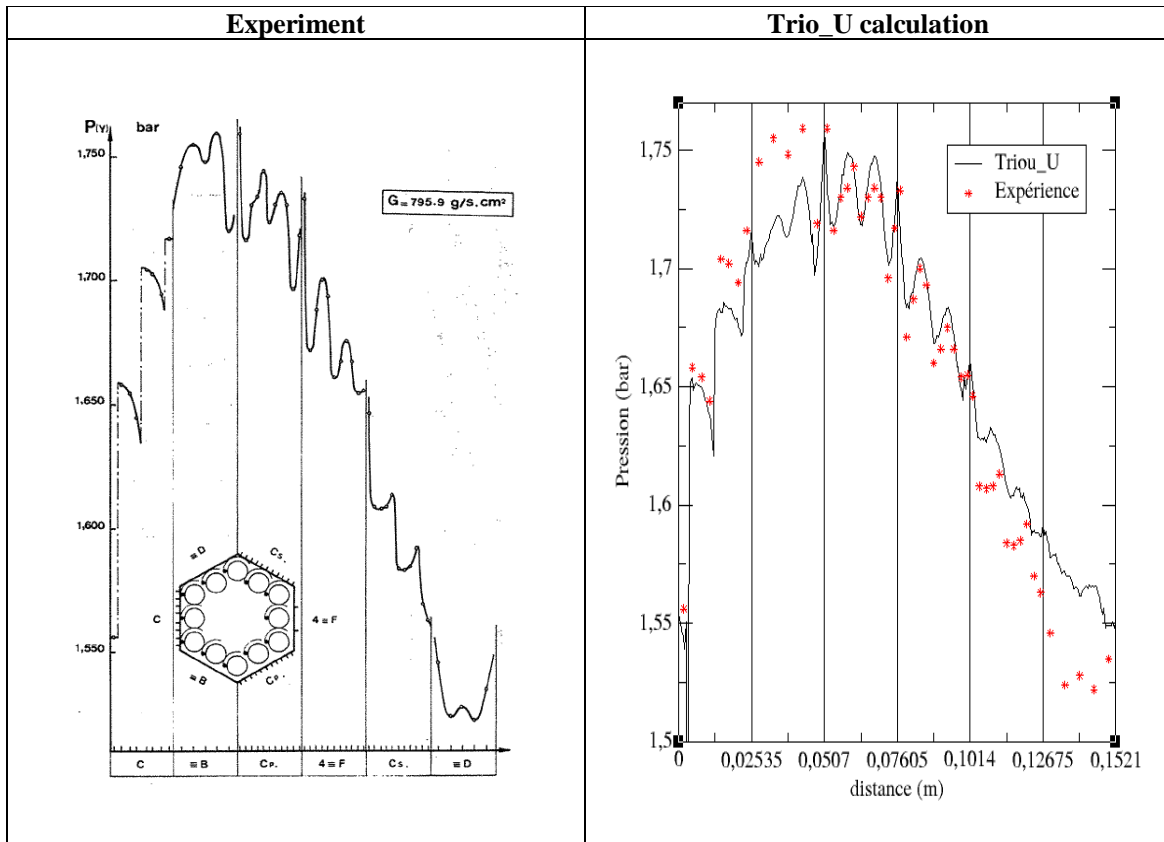 Experiment
Trio_U calculation
P(Y) bar
1,750
1,700
1,650
1,600
1,550
G=795.9 g/s.cm²
≡D
Cs.
C
4≡F
≡B
Cp.
C ≡B Cp. 4≡F Cs. ≡D
1,75
1,7
1,65
1,6
1,55
1,5
Pression (bar)
Triou_U
Expérience
0 0,02535 0,0507 0,07605 0,1014 0,12675 0,1521
distance (m)